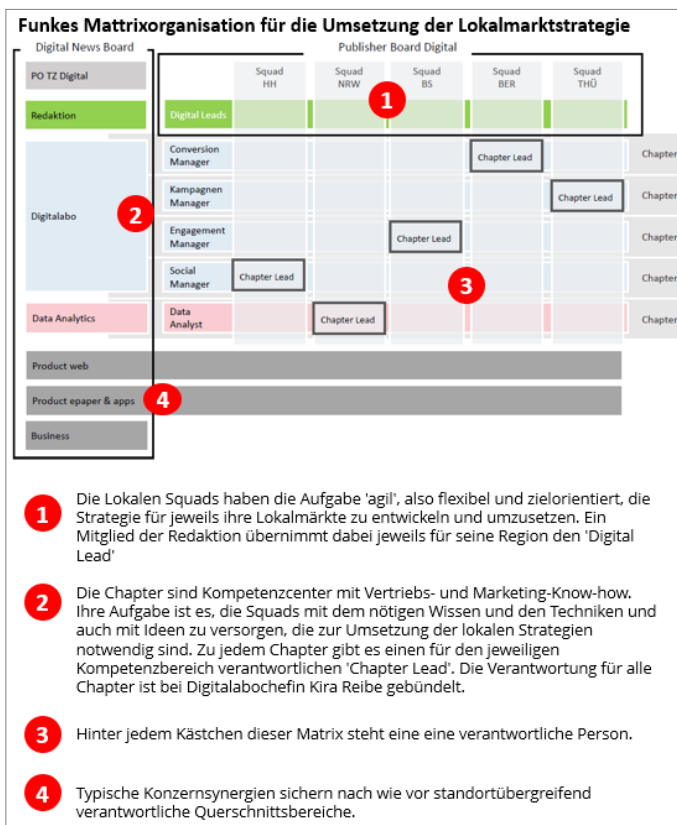 Funkes Mattrixorganisation für die Umsetzung der Lokalmarktstrategie
Digital News Board
Publisher Board Digital
PO TZ Digital
Squad HH
Squad NRW
Squad BS
Squad BER
Squad THÜ
1
Redaktion
Digital Leads
Conversion Manager
Chapter Lead
Chapter
Kampagnen Manager
Chapter Lead
Chapter
Digitalabo
2
Engagement Manager
Chapter Lead
Chapter
Social Manager
Chapter Lead
3
Chapter
Data Analytics
Data Analyst
Chapter Lead
Chapter
Product web
Product epaper & apps
4
Business
1
Die Lokalen Squads haben die Aufgabe 'agil', also flexibel und zielorientiert, die
Strategie für jeweils ihre Lokalmärkte zu entwickeln und umzusetzen. Ein
Mitglied der Redaktion übernimmt dabei jeweils für seine Region den 'Digital
Lead'
2
Die Chapter sind Kompetenzcenter mit Vertriebs- und Marketing-Know-how.
Ihre Aufgabe ist es, die Squads mit dem nötigen Wissen und den Techniken und
auch mit Ideen zu versorgen, die zur Umsetzung der lokalen Strategien
notwendig sind. Zu jedem Chapter gibt es einen für den jeweiligen
Kompetenzbereich verantwortlichen 'Chapter Lead'. Die Verantwortung für alle
Chapter ist bei Digitalabochefin Kira Reibe gebündelt.
3
Hinter jedem Kästchen dieser Matrix steht eine eine verantwortliche Person.
4
Typische Konzernsynergien sichern nach wie vor standortübergreifend
verantwortliche Querschnittsbereiche.